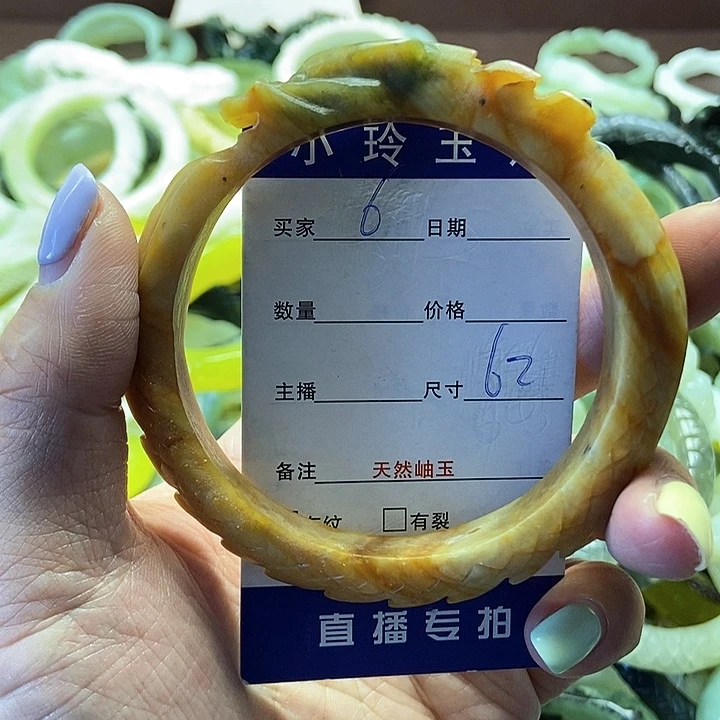 小玲玉
买家 6 日期
数量 价格
主播 尺寸 62
备注 天然岫玉
纹 有裂
直播专拍